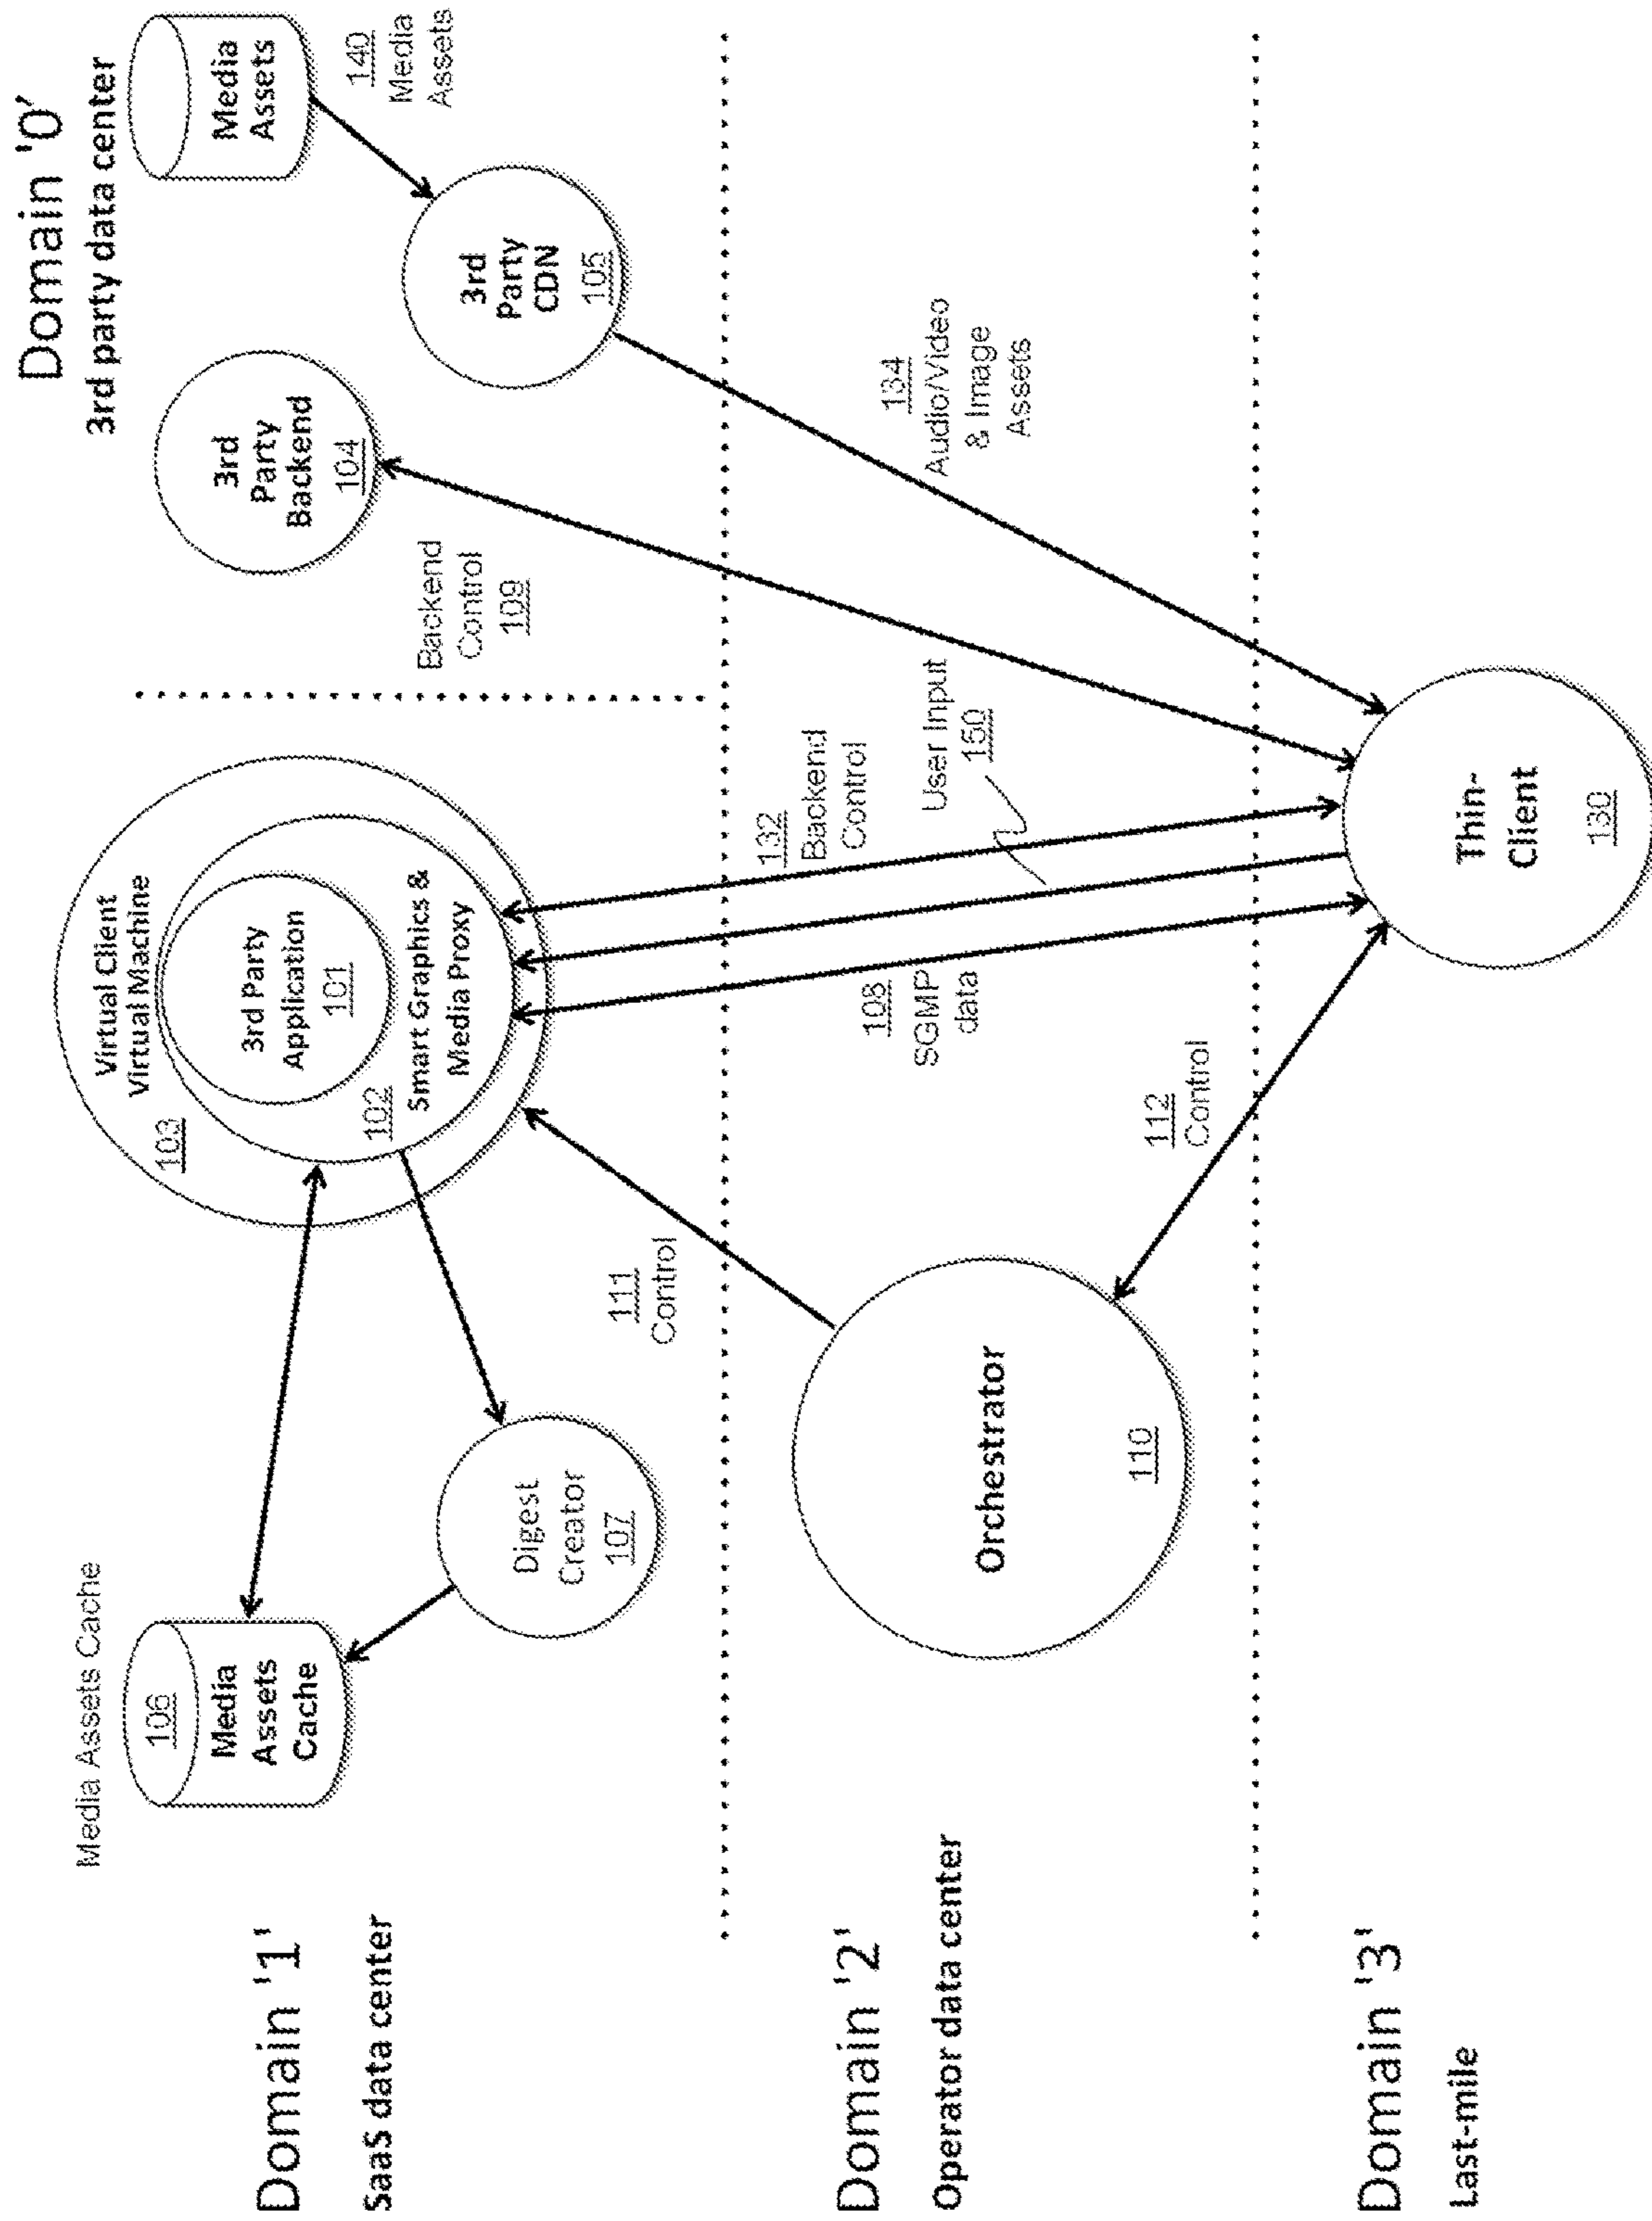 Domain '0'
3rd party data center
Media
Assets
140
Media
Assets
3rd
Party
CDN
105
3rd
Party
Backend
104
Backend
Control
109
134
Audio/Video
& Image
Assets
Media Assets Cache
106
Media
Assets
Cache
Digest
Creator
107
Virtual Client
Virtual Machine
103
3rd Party
Application
101
102
Smart Graphics &
Media Proxy
Domain '1'
SaaS data center
111
Control
132
Backend
Control
User Input
150
108
SGMP
data
112
Control
Orchestrator
110
Domain '2'
Operator data center
Thin-
Client
130
Domain '3'
Last-mile